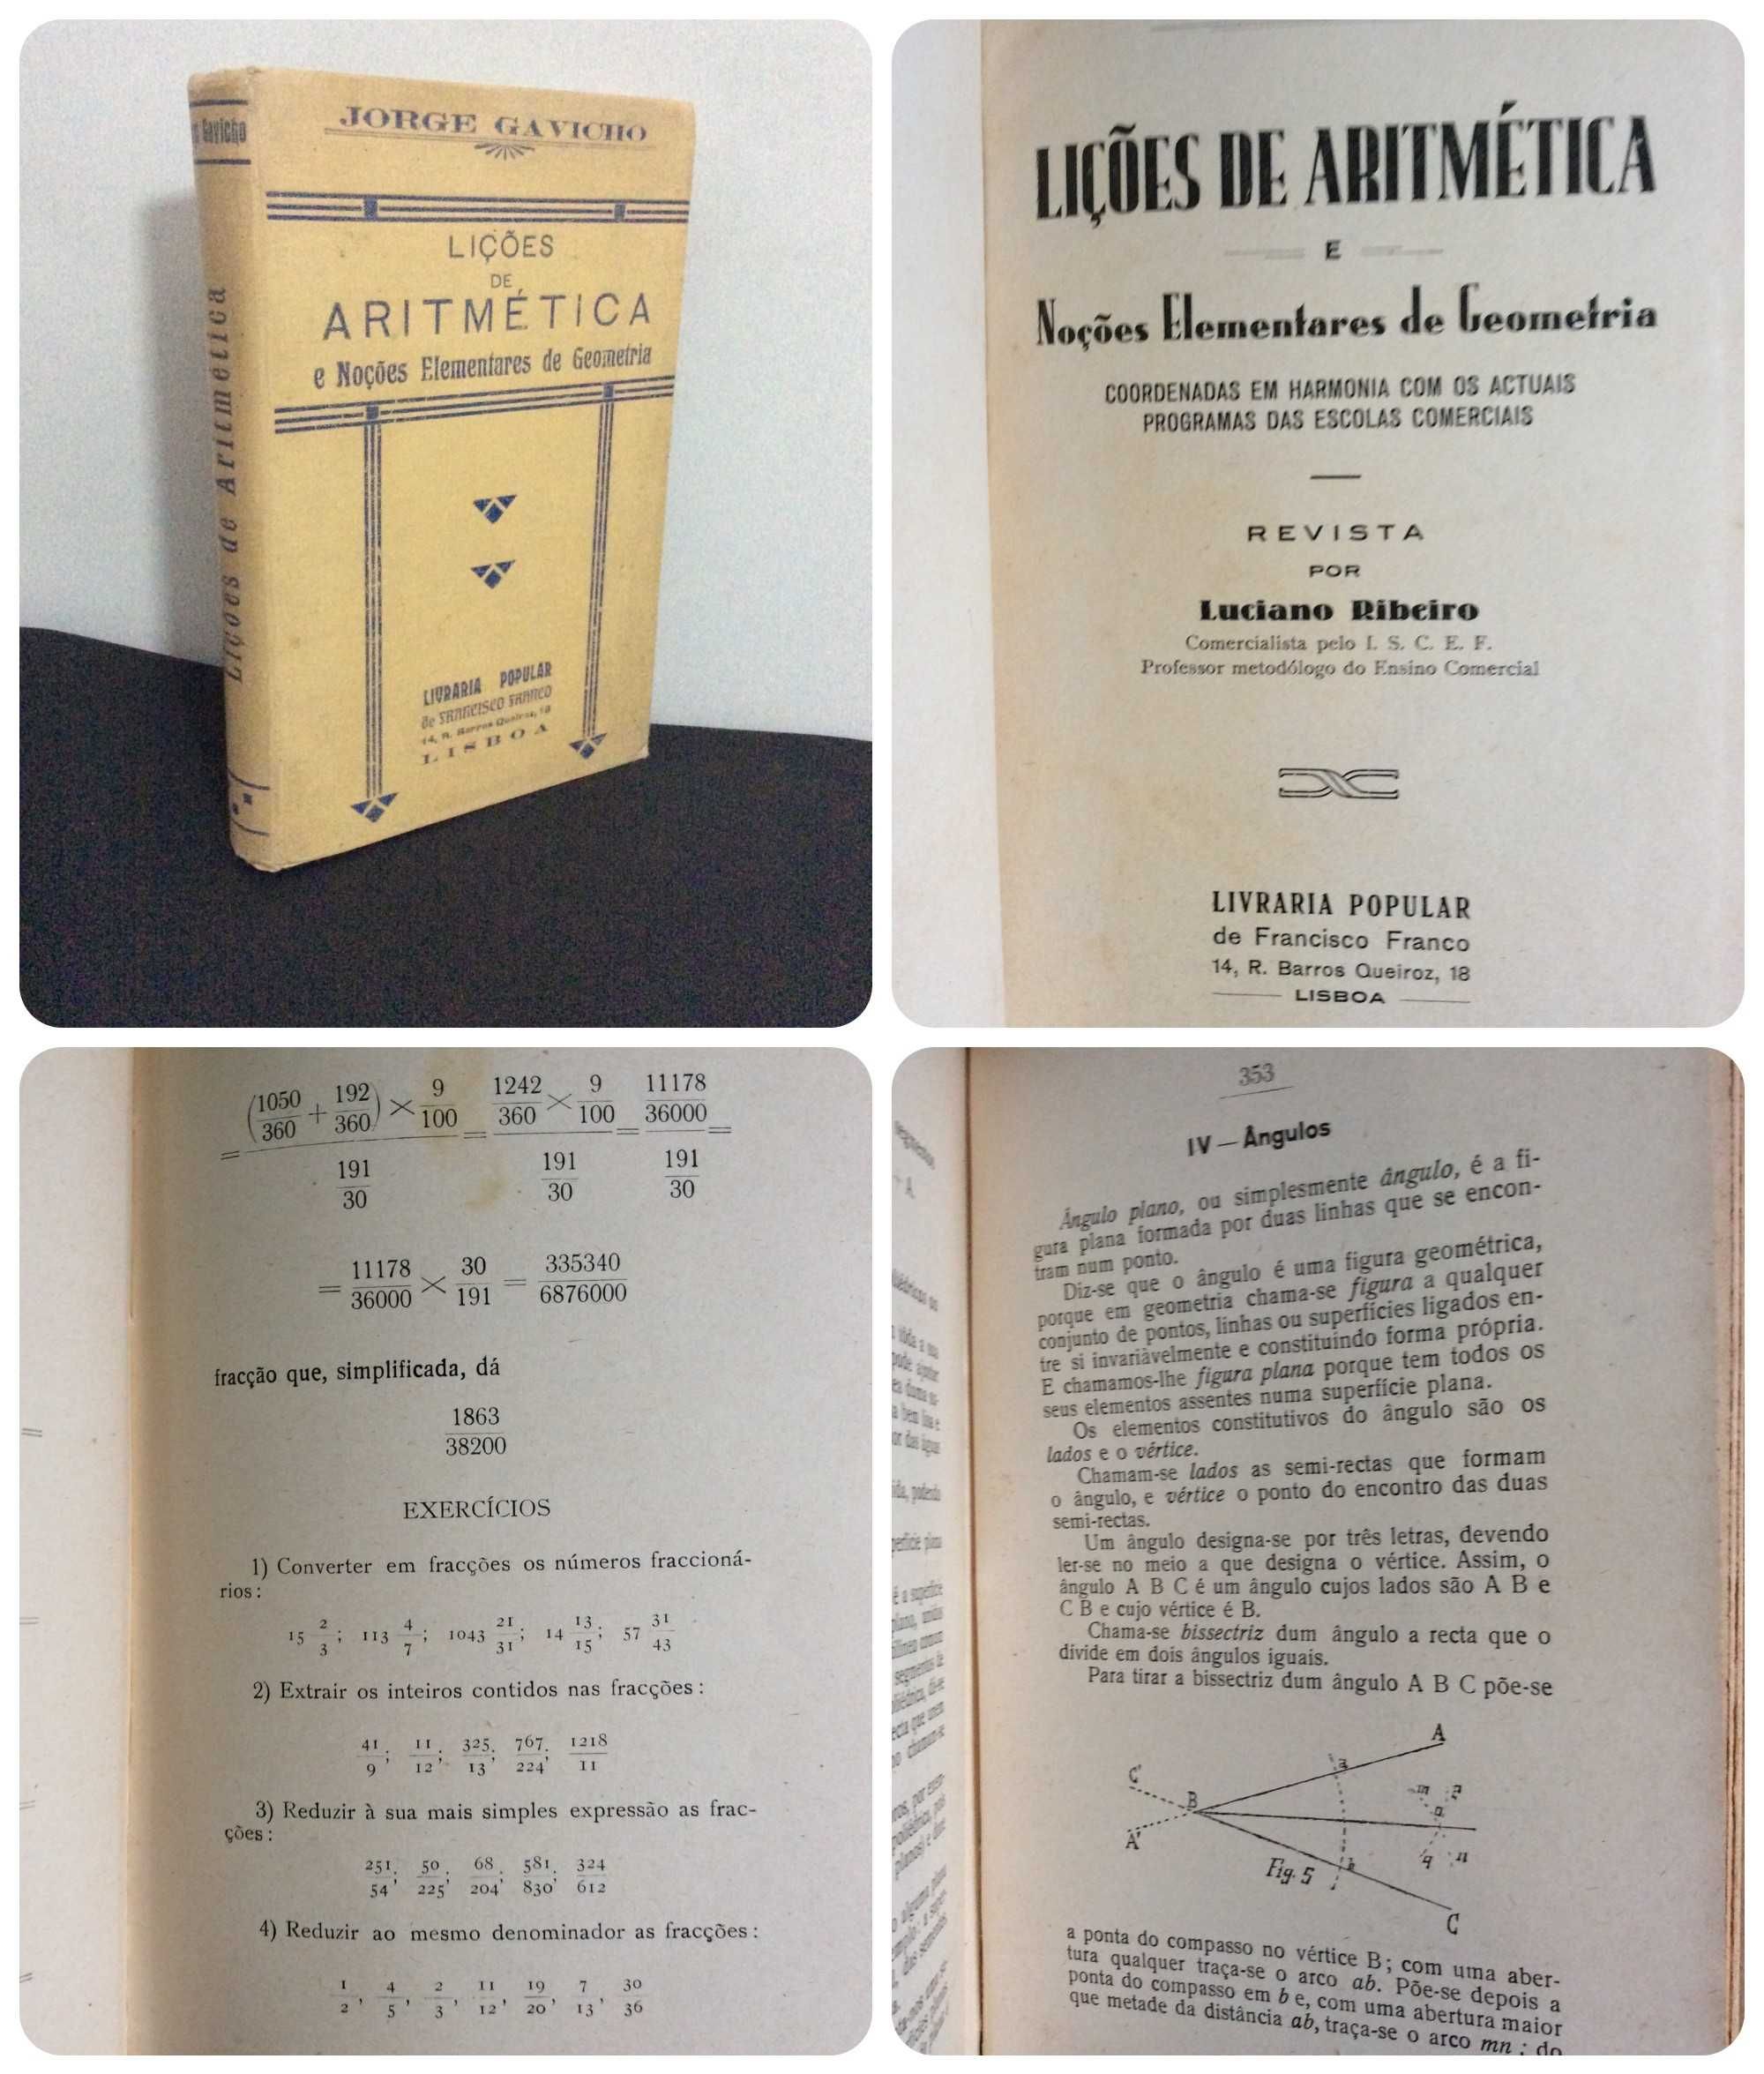 JORGE GAVICHO
LIÇÕES
DE
ARITMÉTICA
e Noções Elementares de Geometria
LIVRARIA POPULAR
de FRANCISCO FRANCO
14, R. Barros Queiroz, 18
LISBOA
Gavicho
Lições de Aritmética
LIÇÕES DE ARITMÉTICA
E
Noções Elementares de Geometria
COORDENADAS EM HARMONIA COM OS ACTUAIS
PROGRAMAS DAS ESCOLAS COMERCIAIS
REVISTA
POR
Luciano Ribeiro
Comercialista pelo I. S. C. E. F.
Professor metodólogo do Ensino Comercial
LIVRARIA POPULAR
de Francisco Franco
14, R. Barros Queiroz, 18
LISBOA
= (1050/360 + 192/360) × 9/100 / 191/30 = 1242/360 × 9/100 / 191/30 = 11178/36000 / 191/30 =
= 11178/36000 × 30/191 = 335340/6876000
fracção que, simplificada, dá
1863/38200
EXERCÍCIOS
1) Converter em fracções os números fraccioná-
rios:
15 2/3; 113 4/7; 1043 21/31; 14 13/15; 57 31/43
2) Extrair os inteiros contidos nas fracções:
41/9; 11/12; 325/13; 767/224; 1218/11
3) Reduzir à sua mais simples expressão as frac-
ções:
251/54; 50/225; 68/204; 581/830; 324/612
4) Reduzir ao mesmo denominador as fracções:
1/2, 4/5, 2/3, 11/12, 19/20, 7/13, 30/36
353
IV — Ângulos
Ângulo plano, ou simplesmente ângulo, é a fi-
gura plana formada por duas linhas que se encon-
tram num ponto.
Diz-se que o ângulo é uma figura geométrica,
porque em geometria chama-se figura a qualquer
conjunto de pontos, linhas ou superfícies ligados en-
tre si invariàvelmente e constituíndo forma própria.
E chamamos-lhe figura plana porque tem todos os
seus elementos assentes numa superfície plana.
Os elementos constitutivos do ângulo são os
lados e o vértice.
Chamam-se lados as semi-rectas que formam
o ângulo, e vértice o ponto do encontro das duas
semi-rectas.
Um ângulo designa-se por três letras, devendo
ler-se no meio a que designa o vértice. Assim, o
ângulo A B C é um ângulo cujos lados são A B e
C B e cujo vértice é B.
Chama-se bissectriz dum ângulo a recta que o
divide em dois ângulos iguais.
Para tirar a bissectriz dum ângulo A B C põe-se
A
a
C'
m p
B
o
A'
q n
Fig. 5
b
C
a ponta do compasso no vértice B; com uma aber-
tura qualquer traça-se o arco ab. Põe-se depois a
ponta do compasso em b e, com uma abertura maior
que metade da distância ab, traça-se o arco mn; do